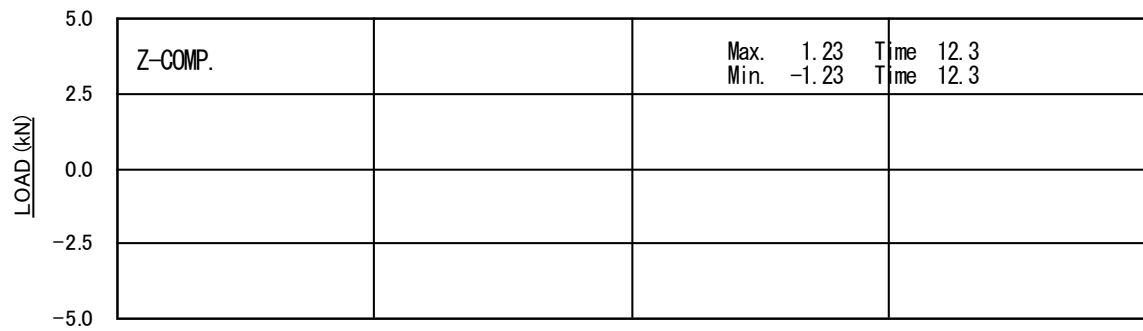 5.0
Z-COMP.
Max. 1.23 Time 12.3
Min. -1.23 Time 12.3
2.5
LOAD (kN)
0.0
-2.5
-5.0